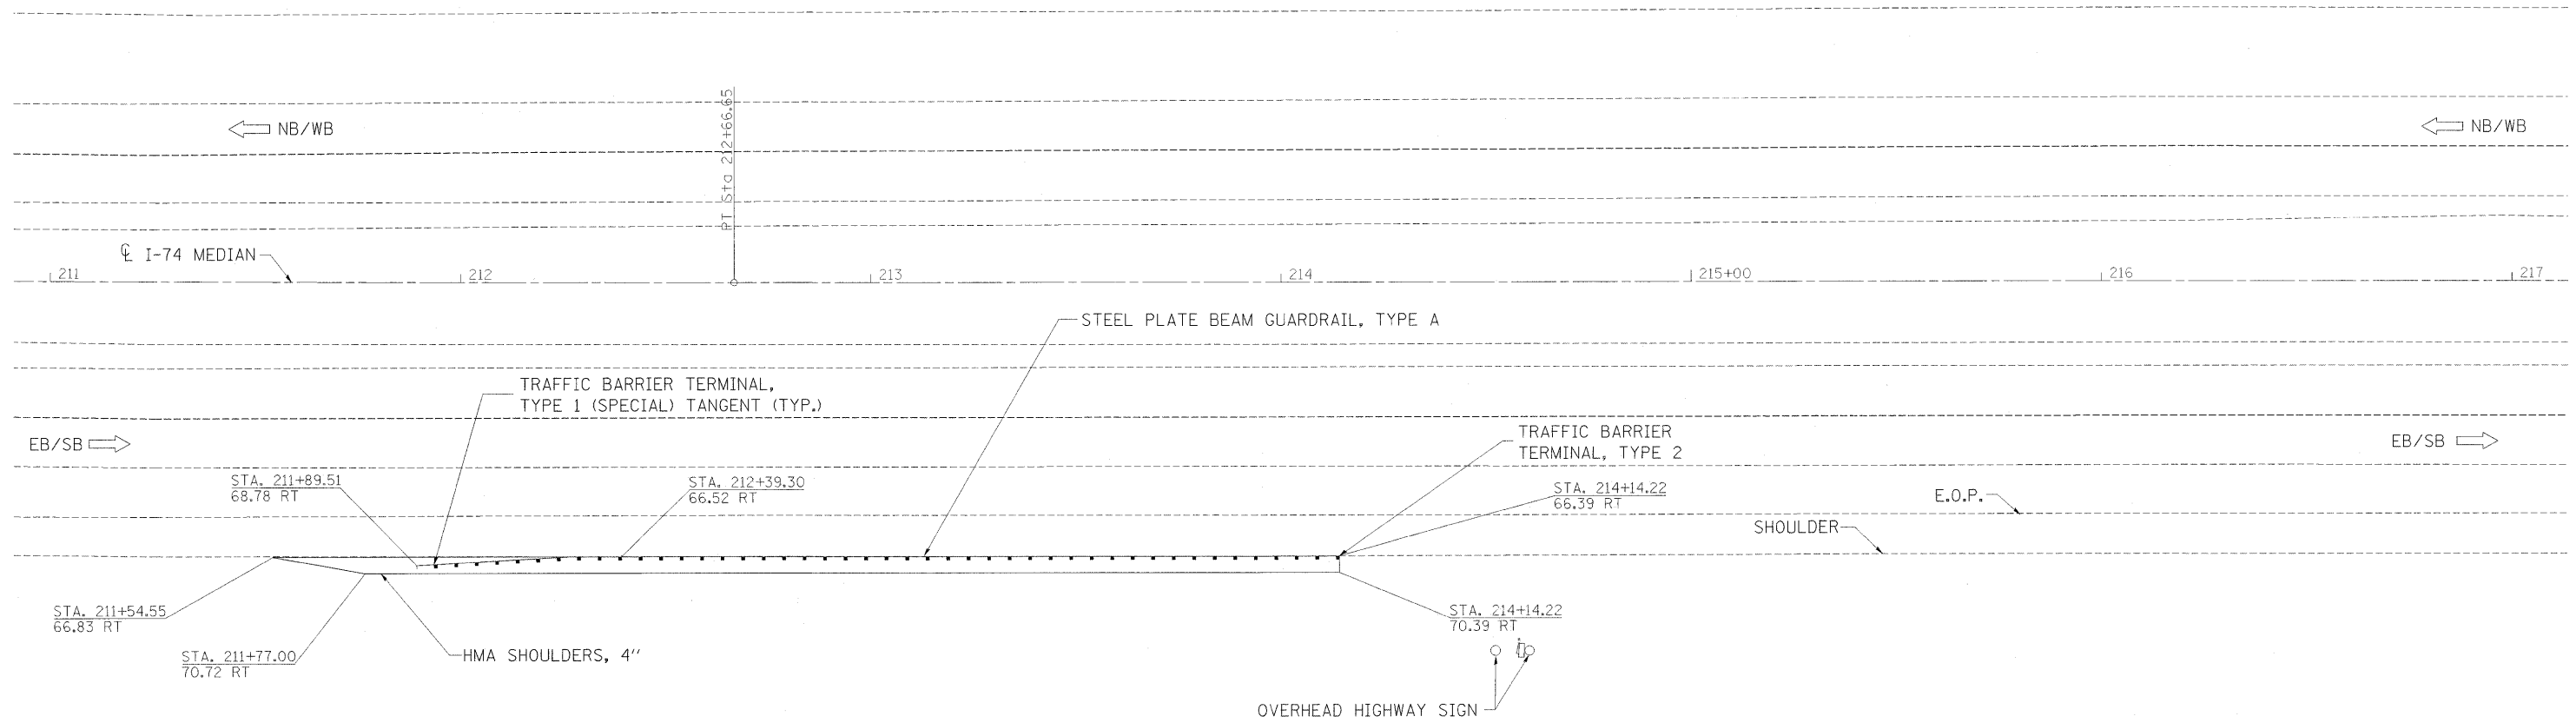 PT Sta 212+66.65
NB/WB
NB/WB
℄ I-74 MEDIAN
211
212
213
214
215+00
216
217
STEEL PLATE BEAM GUARDRAIL, TYPE A
TRAFFIC BARRIER TERMINAL,
TYPE 1 (SPECIAL) TANGENT (TYP.)
EB/SB
TRAFFIC BARRIER
TERMINAL, TYPE 2
EB/SB
STA. 211+89.51
68.78 RT
STA. 212+39.30
66.52 RT
STA. 214+14.22
66.39 RT
E.O.P.
SHOULDER
STA. 211+54.55
66.83 RT
STA. 214+14.22
70.39 RT
STA. 211+77.00
70.72 RT
HMA SHOULDERS, 4"
OVERHEAD HIGHWAY SIGN